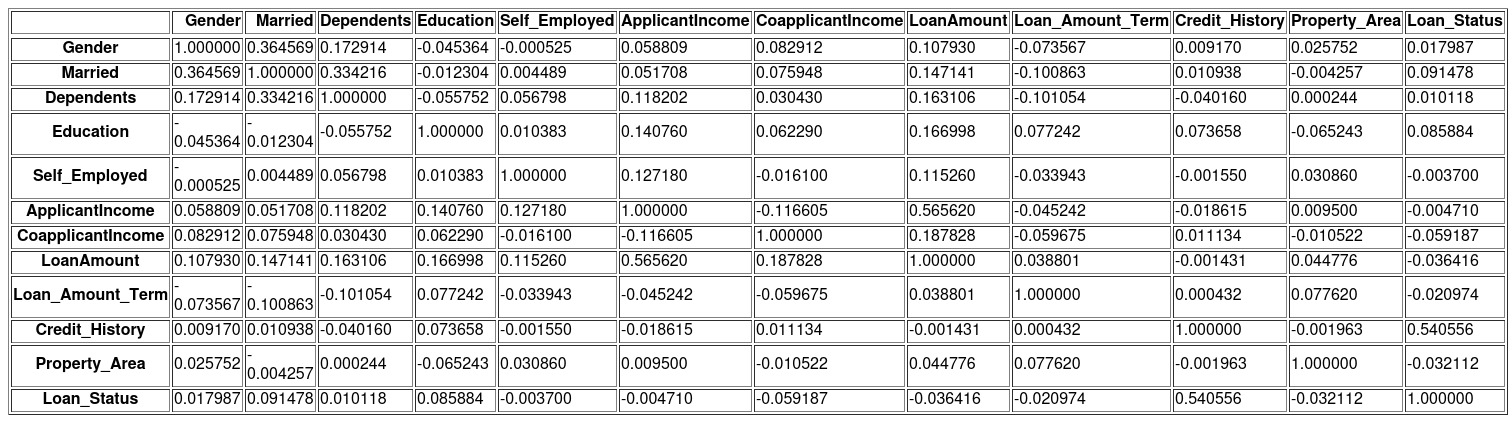 Gender Married Dependents Education Self_Employed ApplicantIncome CoapplicantIncome LoanAmount Loan_Amount_Term Credit_History Property_Area Loan_Status
Gender 1.000000 0.364569 0.172914 -0.045364 -0.000525 0.058809 0.082912 0.107930 -0.073567 0.009170 0.025752 0.017987
Married 0.364569 1.000000 0.334216 -0.012304 0.004489 0.051708 0.075948 0.147141 -0.100863 0.010938 -0.004257 0.091478
Dependents 0.172914 0.334216 1.000000 -0.055752 0.056798 0.118202 0.030430 0.163106 -0.101054 -0.040160 0.000244 0.010118
Education -0.045364 -0.012304 -0.055752 1.000000 0.010383 0.140760 0.062290 0.166998 0.077242 0.073658 -0.065243 0.085884
Self_Employed -0.000525 0.004489 0.056798 0.010383 1.000000 0.127180 -0.016100 0.115260 -0.033943 -0.001550 0.030860 -0.003700
ApplicantIncome 0.058809 0.051708 0.118202 0.140760 0.127180 1.000000 -0.116605 0.565620 -0.045242 -0.018615 0.009500 -0.004710
CoapplicantIncome 0.082912 0.075948 0.030430 0.062290 -0.016100 -0.116605 1.000000 0.187828 -0.059675 0.011134 -0.010522 -0.059187
LoanAmount 0.107930 0.147141 0.163106 0.166998 0.115260 0.565620 0.187828 1.000000 0.038801 -0.001431 0.044776 -0.036416
Loan_Amount_Term -0.073567 -0.100863 -0.101054 0.077242 -0.033943 -0.045242 -0.059675 0.038801 1.000000 0.000432 0.077620 -0.020974
Credit_History 0.009170 0.010938 -0.040160 0.073658 -0.001550 -0.018615 0.011134 -0.001431 0.000432 1.000000 -0.001963 0.540556
Property_Area 0.025752 -0.004257 0.000244 -0.065243 0.030860 0.009500 -0.010522 0.044776 0.077620 -0.001963 1.000000 -0.032112
Loan_Status 0.017987 0.091478 0.010118 0.085884 -0.003700 -0.004710 -0.059187 -0.036416 -0.020974 0.540556 -0.032112 1.000000